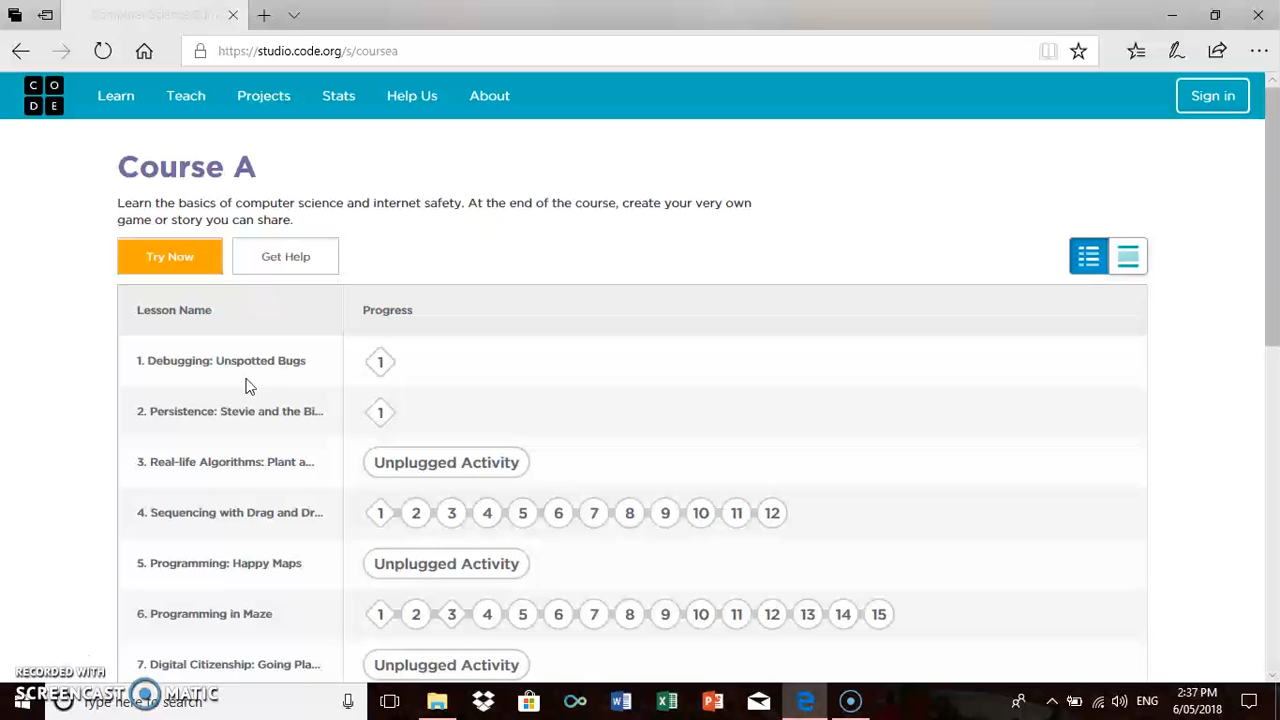 https://studio.code.org/s/coursea
C O
D E
Learn Teach Projects Stats Help Us About Sign in
Course A
Learn the basics of computer science and internet safety. At the end of the course, create your very own
game or story you can share.
Try Now Get Help
Lesson Name Progress
1. Debugging: Unspotted Bugs 1
2. Persistence: Stevie and the Bi... 1
3. Real-life Algorithms: Plant a... Unplugged Activity
4. Sequencing with Drag and Dr... 1 2 3 4 5 6 7 8 9 10 11 12
5. Programming: Happy Maps Unplugged Activity
6. Programming in Maze 1 2 3 4 5 6 7 8 9 10 11 12 13 14 15
7. Digital Citizenship: Going Pla... Unplugged Activity
RECORDED WITH
SCREENCAST MATIC
Type here to search
ENG
2:37 PM
6/05/2018